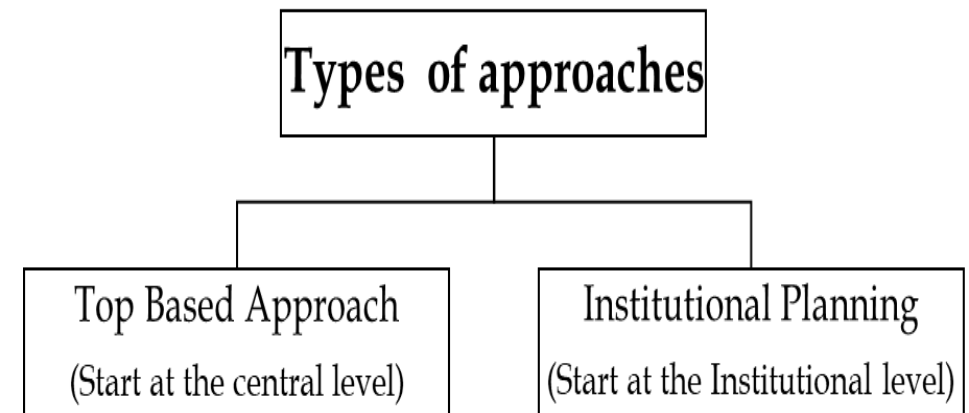 Types of approaches
Top Based Approach
(Start at the central level)
Institutional Planning
(Start at the Institutional level)